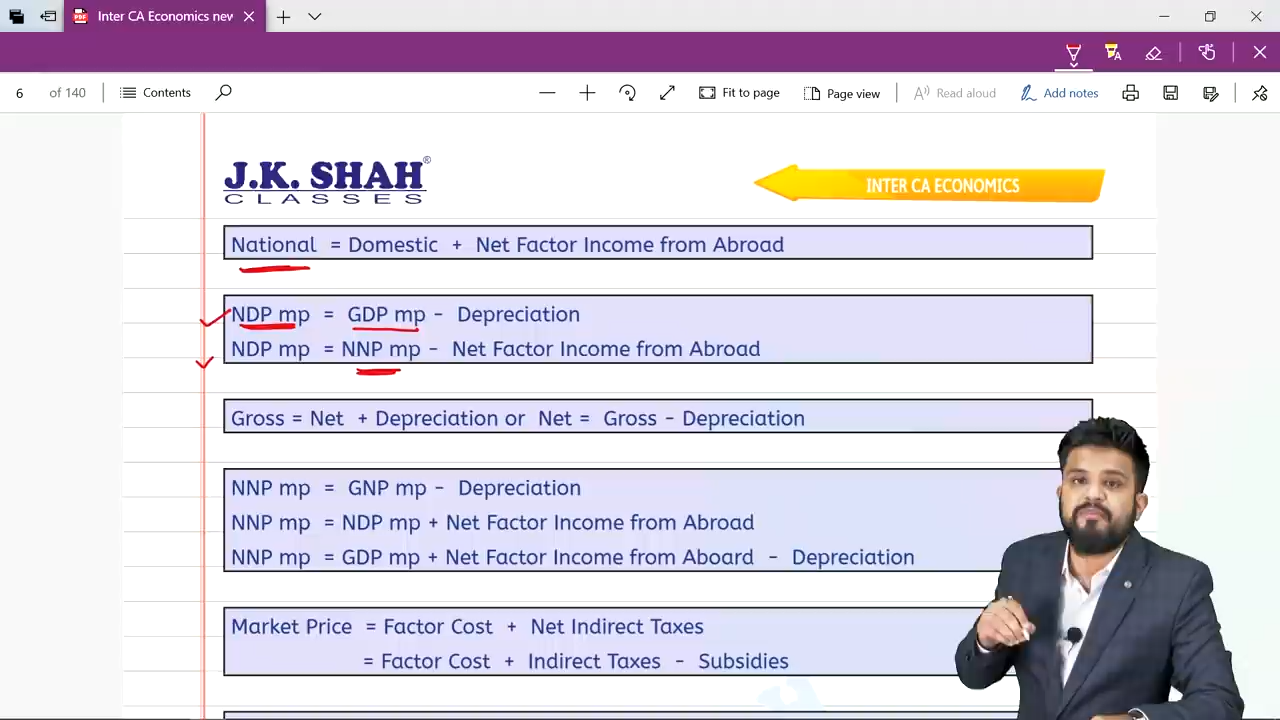 Inter CA Economics new
6 of 140 Contents Fit to page Page view Read aloud Add notes
J.K. SHAH®
CLASSES
INTER CA ECONOMICS
National = Domestic + Net Factor Income from Abroad
NDP mp = GDP mp - Depreciation
NDP mp = NNP mp - Net Factor Income from Abroad
Gross = Net + Depreciation or Net = Gross - Depreciation
NNP mp = GNP mp - Depreciation
NNP mp = NDP mp + Net Factor Income from Abroad
NNP mp = GDP mp + Net Factor Income from Aboard - Depreciation
Market Price = Factor Cost + Net Indirect Taxes
= Factor Cost + Indirect Taxes - Subsidies